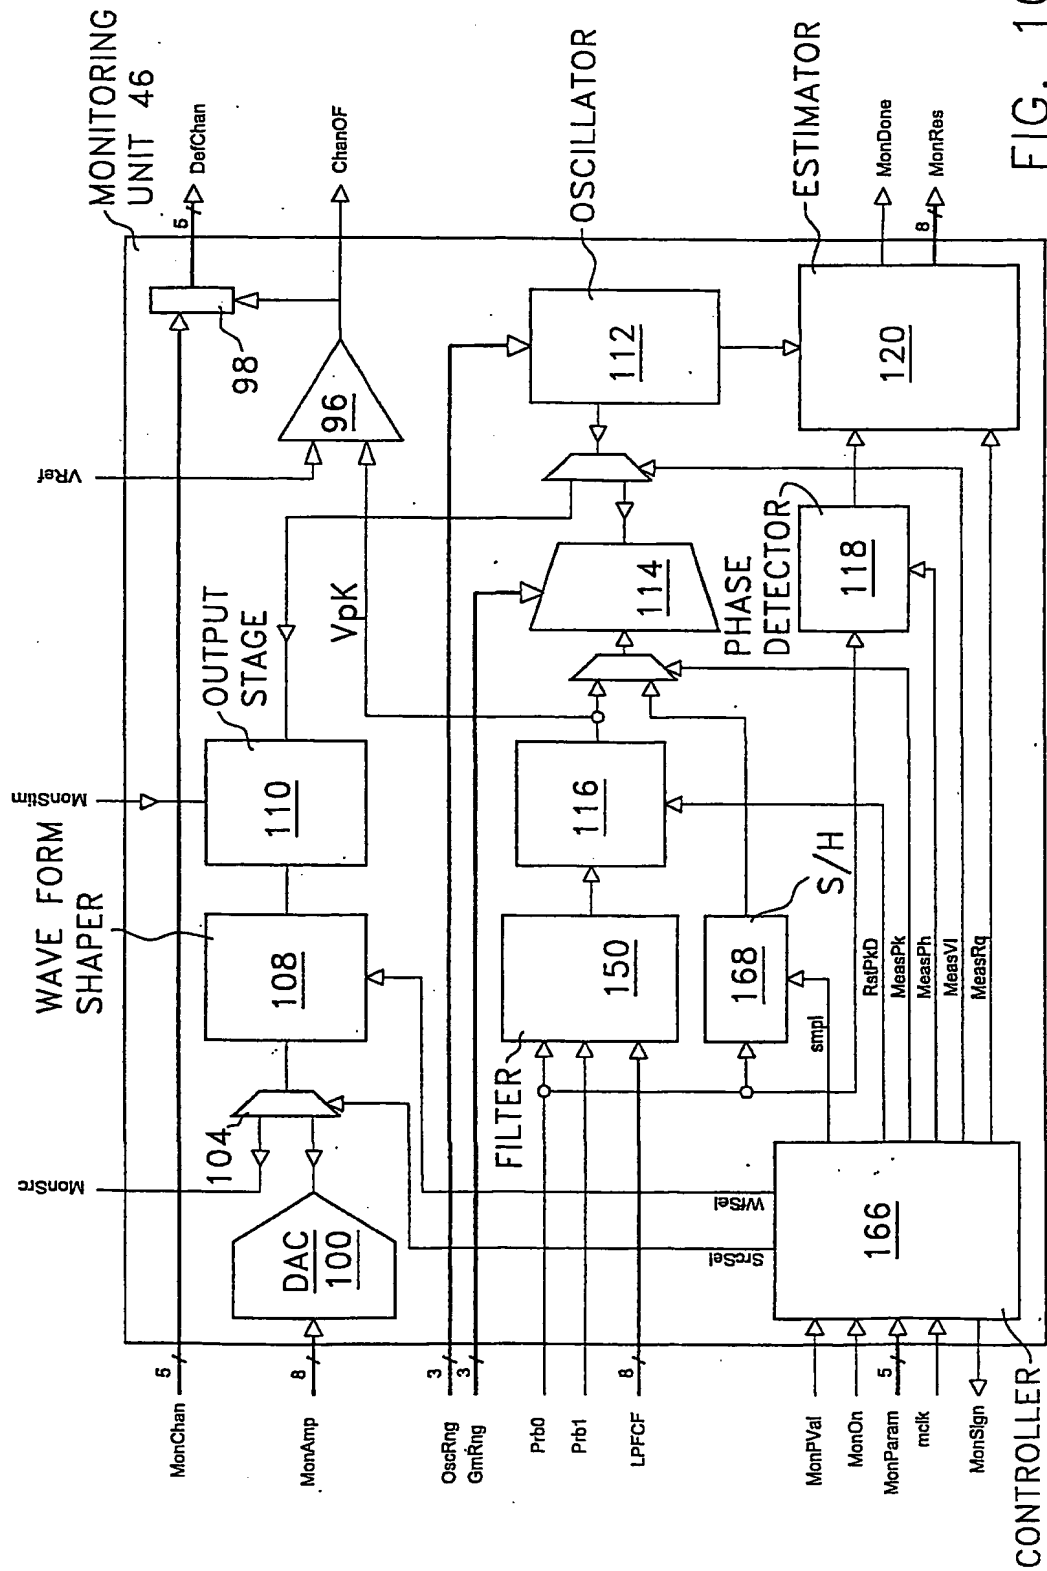 MONITORING
UNIT 46
5
DefChan
ChanOF
98
96
VRef
OSCILLATOR
112
ESTIMATOR
MonDone
8
MonRes
120
FIG. 10
VpK
OUTPUT
STAGE
MonStim
110
WAVE FORM
SHAPER
108
104
MonSrc
DAC
100
114
PHASE
DETECTOR
118
116
S/H
150
168
FILTER
smpl
RstPkD
MeasPk
MeasPh
MeasVl
MeasRq
WfSel
SrcSel
166
CONTROLLER
5
MonChan
8
MonAmp
3
OscRng
3
GmRng
Prb0
Prb1
8
LPFCF
MonPVal
MonOn
5
MonParam
mclk
MonSign